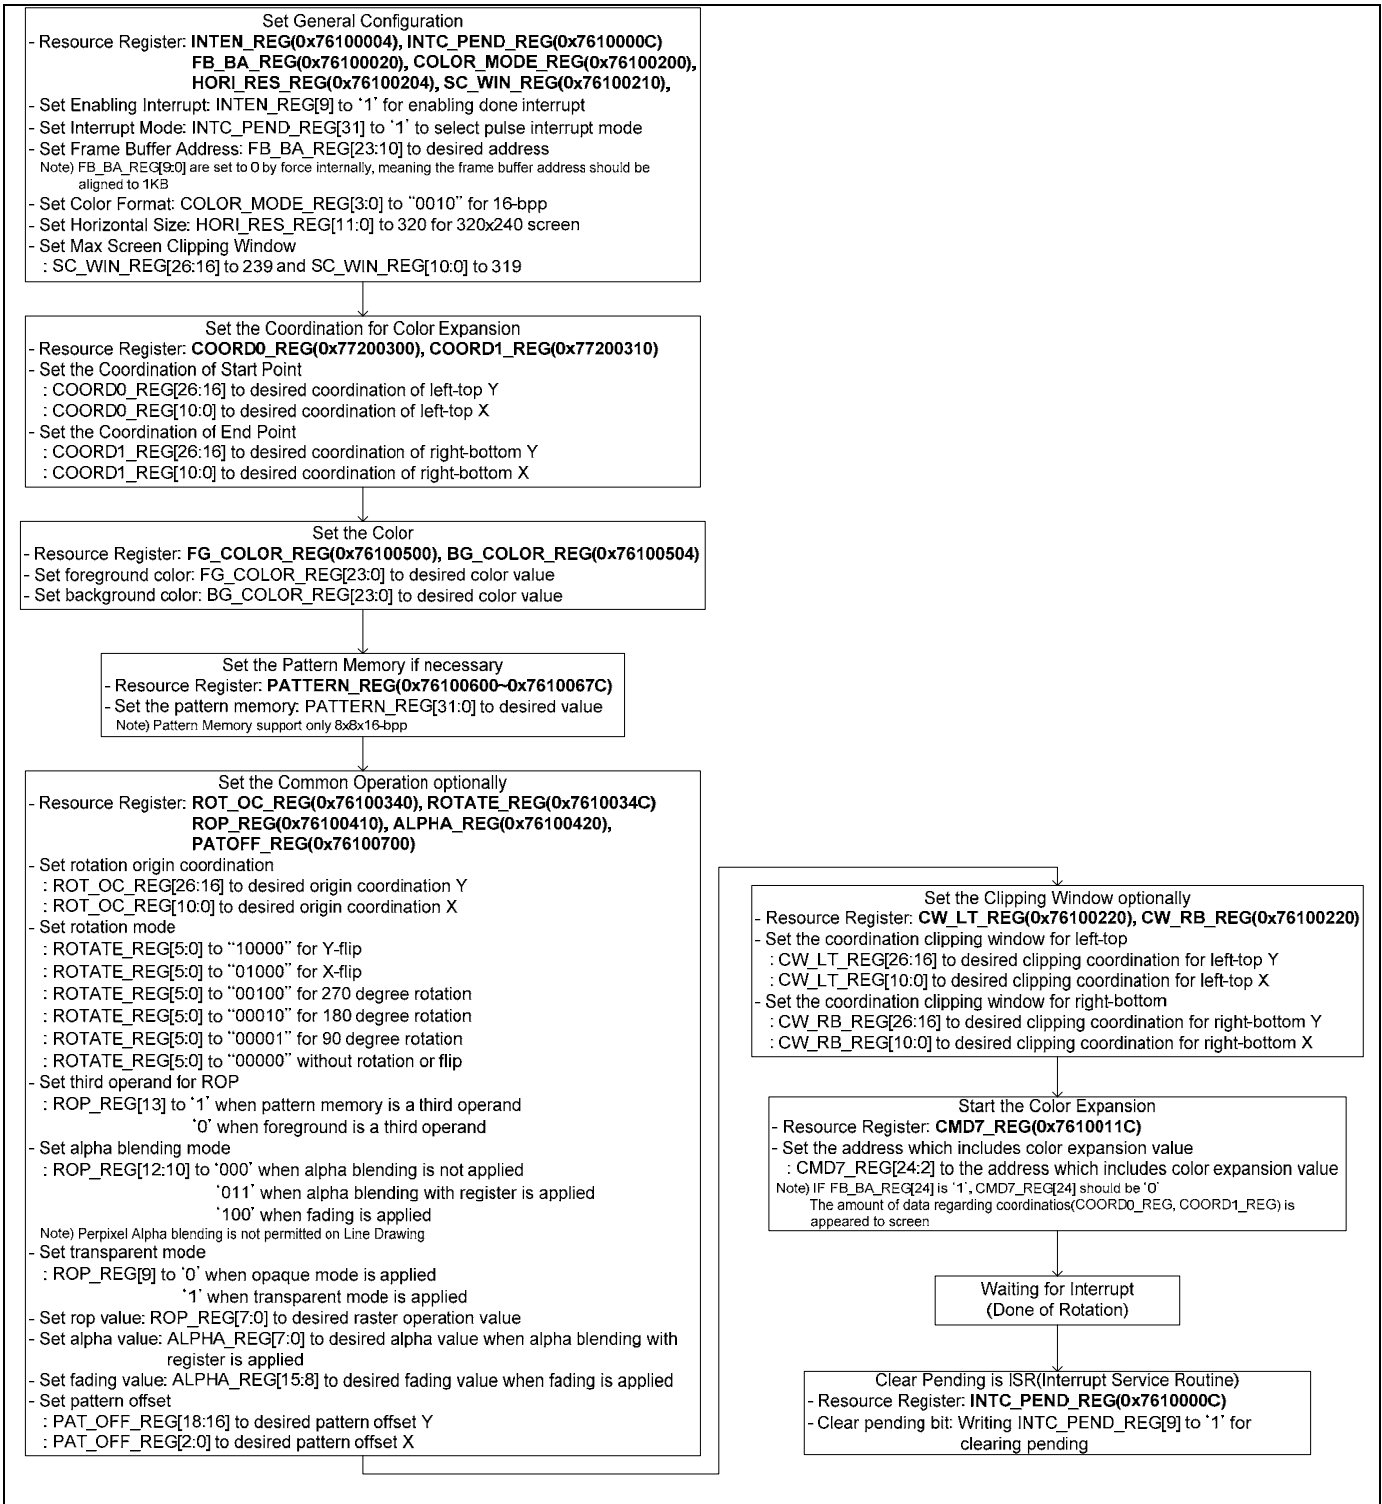 Set General Configuration
- Resource Register: INTEN_REG(0x76100004), INTC_PEND_REG(0x7610000C)
FB_BA_REG(0x76100020), COLOR_MODE_REG(0x76100200),
HORI_RES_REG(0x76100204), SC_WIN_REG(0x76100210),
- Set Enabling Interrupt: INTEN_REG[9] to ‘1’ for enabling done interrupt
- Set Interrupt Mode: INTC_PEND_REG[31] to ‘1’ to select pulse interrupt mode
- Set Frame Buffer Address: FB_BA_REG[23:10] to desired address
Note) FB_BA_REG[9:0] are set to 0 by force internally, meaning the frame buffer address should be
aligned to 1KB
- Set Color Format: COLOR_MODE_REG[3:0] to “0010” for 16-bpp
- Set Horizontal Size: HORI_RES_REG[11:0] to 320 for 320x240 screen
- Set Max Screen Clipping Window
: SC_WIN_REG[26:16] to 239 and SC_WIN_REG[10:0] to 319
Set the Coordination for Color Expansion
- Resource Register: COORD0_REG(0x77200300), COORD1_REG(0x77200310)
- Set the Coordination of Start Point
: COORD0_REG[26:16] to desired coordination of left-top Y
: COORD0_REG[10:0] to desired coordination of left-top X
- Set the Coordination of End Point
: COORD1_REG[26:16] to desired coordination of right-bottom Y
: COORD1_REG[10:0] to desired coordination of right-bottom X
Set the Color
- Resource Register: FG_COLOR_REG(0x76100500), BG_COLOR_REG(0x76100504)
- Set foreground color: FG_COLOR_REG[23:0] to desired color value
- Set background color: BG_COLOR_REG[23:0] to desired color value
Set the Pattern Memory if necessary
- Resource Register: PATTERN_REG(0x76100600~0x7610067C)
- Set the pattern memory: PATTERN_REG[31:0] to desired value
Note) Pattern Memory support only 8x8x16-bpp
Set the Common Operation optionally
- Resource Register: ROT_OC_REG(0x76100340), ROTATE_REG(0x7610034C)
ROP_REG(0x76100410), ALPHA_REG(0x76100420),
PATOFF_REG(0x76100700)
- Set rotation origin coordination
: ROT_OC_REG[26:16] to desired origin coordination Y
: ROT_OC_REG[10:0] to desired origin coordination X
- Set rotation mode
: ROTATE_REG[5:0] to “10000” for Y-flip
: ROTATE_REG[5:0] to “01000” for X-flip
: ROTATE_REG[5:0] to “00100” for 270 degree rotation
: ROTATE_REG[5:0] to “00010” for 180 degree rotation
: ROTATE_REG[5:0] to “00001” for 90 degree rotation
: ROTATE_REG[5:0] to “00000” without rotation or flip
- Set third operand for ROP
: ROP_REG[13] to ‘1’ when pattern memory is a third operand
‘0’ when foreground is a third operand
- Set alpha blending mode
: ROP_REG[12:10] to ‘000’ when alpha blending is not applied
‘011’ when alpha blending with register is applied
‘100’ when fading is applied
Note) Perpixel Alpha blending is not permitted on Line Drawing
- Set transparent mode
: ROP_REG[9] to ‘0’ when opaque mode is applied
‘1’ when transparent mode is applied
- Set rop value: ROP_REG[7:0] to desired raster operation value
- Set alpha value: ALPHA_REG[7:0] to desired alpha value when alpha blending with
register is applied
- Set fading value: ALPHA_REG[15:8] to desired fading value when fading is applied
- Set pattern offset
: PAT_OFF_REG[18:16] to desired pattern offset Y
: PAT_OFF_REG[2:0] to desired pattern offset X
Set the Clipping Window optionally
- Resource Register: CW_LT_REG(0x76100220), CW_RB_REG(0x76100220)
- Set the coordination clipping window for left-top
: CW_LT_REG[26:16] to desired clipping coordination for left-top Y
: CW_LT_REG[10:0] to desired clipping coordination for left-top X
- Set the coordination clipping window for right-bottom
: CW_RB_REG[26:16] to desired clipping coordination for right-bottom Y
: CW_RB_REG[10:0] to desired clipping coordination for right-bottom X
Start the Color Expansion
- Resource Register: CMD7_REG(0x7610011C)
- Set the address which includes color expansion value
: CMD7_REG[24:2] to the address which includes color expansion value
Note) IF FB_BA_REG[24] is ‘1’, CMD7_REG[24] should be ‘0’
The amount of data regarding coordinatios(COORD0_REG, COORD1_REG) is
appeared to screen
Waiting for Interrupt
(Done of Rotation)
Clear Pending is ISR(Interrupt Service Routine)
- Resource Register: INTC_PEND_REG(0x7610000C)
- Clear pending bit: Writing INTC_PEND_REG[9] to ‘1’ for
clearing pending